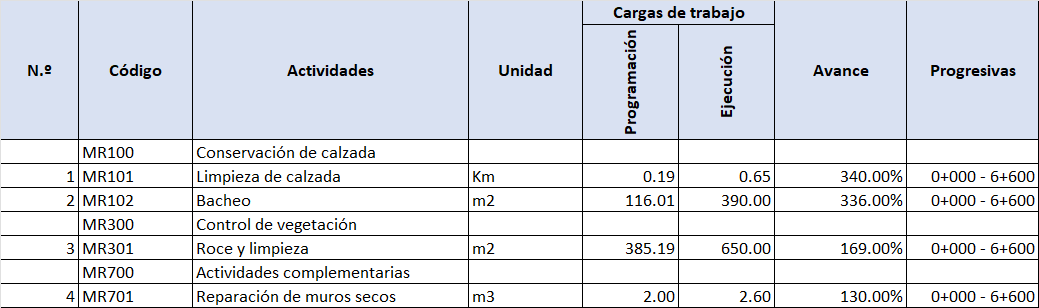 Cargas de trabajo
N.º Código Actividades Unidad Programación Ejecución Avance Progresivas
MR100 Conservación de calzada
1 MR101 Limpieza de calzada Km 0.19 0.65 340.00% 0+000 - 6+600
2 MR102 Bacheo m2 116.01 390.00 336.00% 0+000 - 6+600
MR300 Control de vegetación
3 MR301 Roce y limpieza m2 385.19 650.00 169.00% 0+000 - 6+600
MR700 Actividades complementarias
4 MR701 Reparación de muros secos m3 2.00 2.60 130.00% 0+000 - 6+600